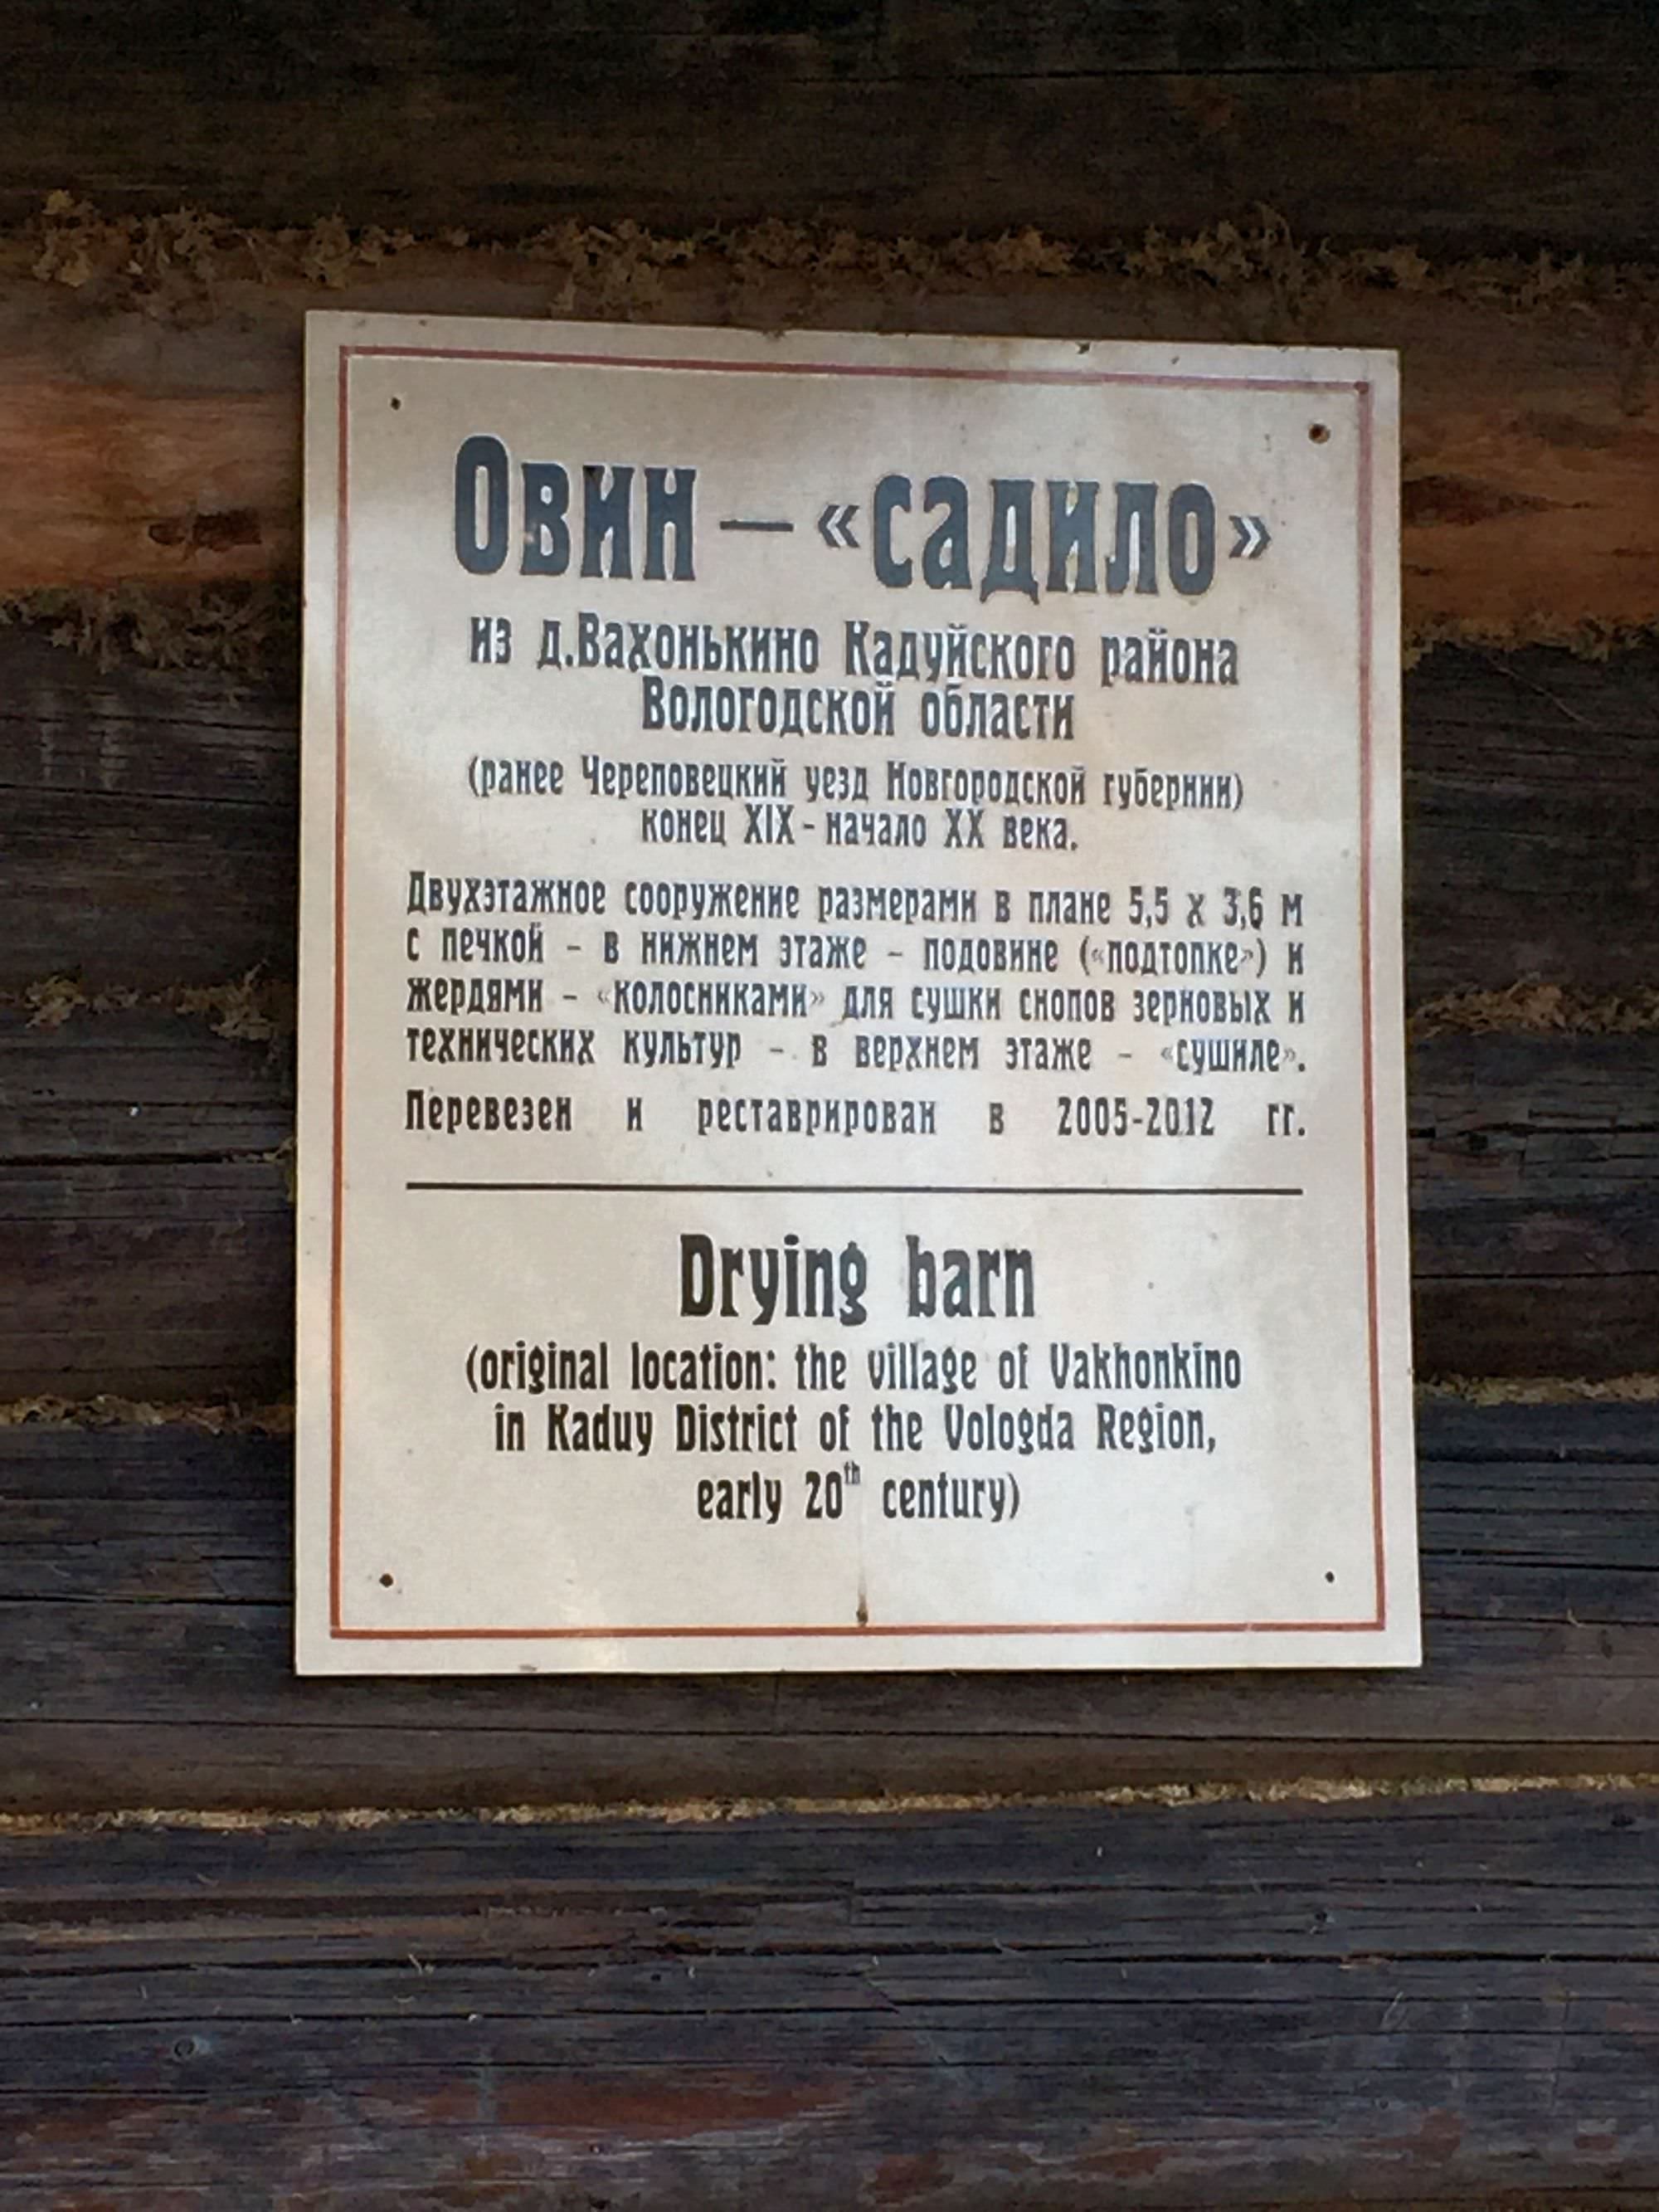 Овин — «садило»
из д.Вахонькино Кадуйского района
Вологодской области
(ранее Череповецкий уезд Новгородской губернии)
конец XIX - начало XX века.
Двухэтажное сооружение размерами в плане 5,5 х 3,6 м
с печкой - в нижнем этаже - подовине («подтопке») и
жердями - «колосниками» для сушки снопов зерновых и
технических культур - в верхнем этаже - «сушиле».
Перевезен и реставрирован в 2005-2012 гг.
Drying barn
(original location: the village of Vakhonkino
in Kaduy District of the Vologda Region,
early 20th century)